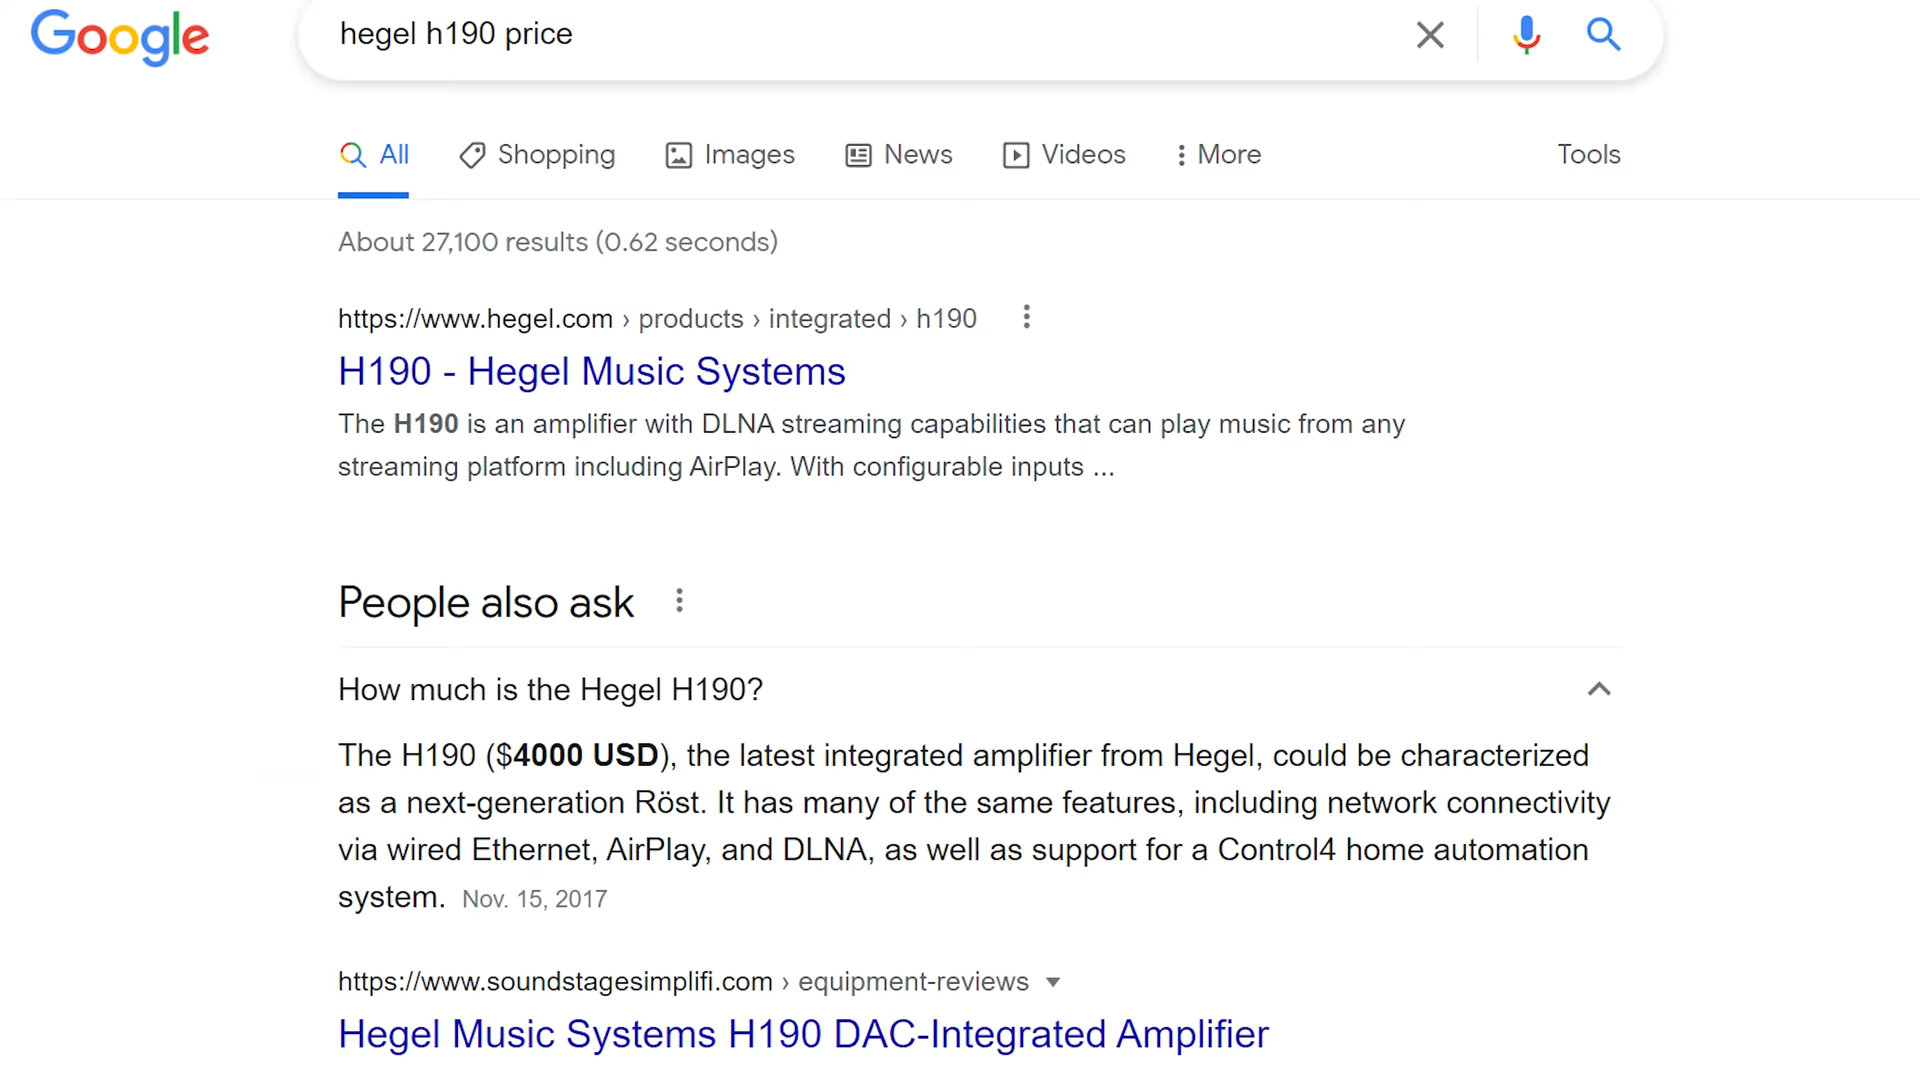 Google
hegel h190 price
All
Shopping
Images
News
Videos
More
Tools
About 27,100 results (0.62 seconds)
https://www.hegel.com › products › integrated › h190
H190 - Hegel Music Systems
The H190 is an amplifier with DLNA streaming capabilities that can play music from any
streaming platform including AirPlay. With configurable inputs ...
People also ask
How much is the Hegel H190?
The H190 ($4000 USD), the latest integrated amplifier from Hegel, could be characterized
as a next-generation Röst. It has many of the same features, including network connectivity
via wired Ethernet, AirPlay, and DLNA, as well as support for a Control4 home automation
system. Nov. 15, 2017
https://www.soundstagesimplifi.com › equipment-reviews
Hegel Music Systems H190 DAC-Integrated Amplifier